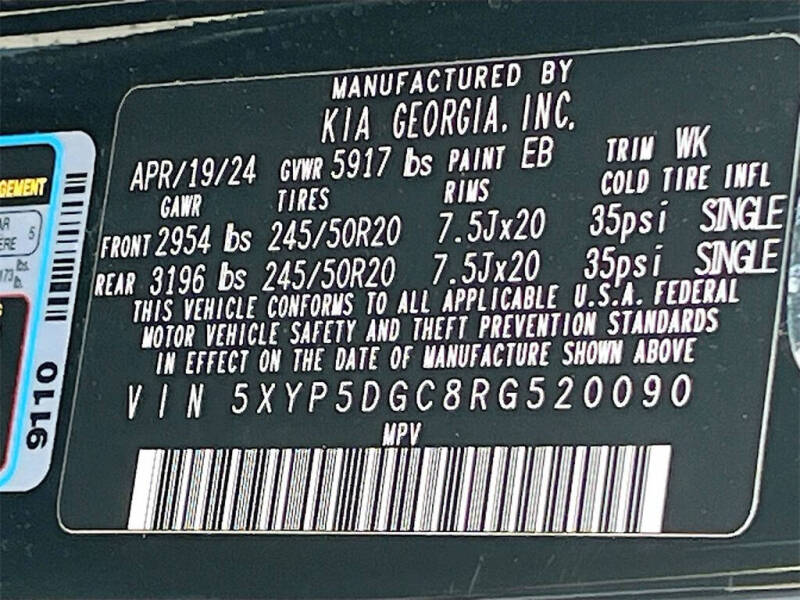 MANUFACTURED BY
KIA GEORGIA, INC.
APR/19/24 GVWR 5917 lbs PAINT EB TRIM WK
GAWR TIRES RIMS COLD TIRE INFL
FRONT 2954 lbs 245/50R20 7.5Jx20 35psi SINGLE
REAR 3196 lbs 245/50R20 7.5Jx20 35psi SINGLE
THIS VEHICLE CONFORMS TO ALL APPLICABLE U.S.A. FEDERAL
MOTOR VEHICLE SAFETY AND THEFT PREVENTION STANDARDS
IN EFFECT ON THE DATE OF MANUFACTURE SHOWN ABOVE
VIN 5XYP5DGC8RG520090
MPV
5
lbs.
9110